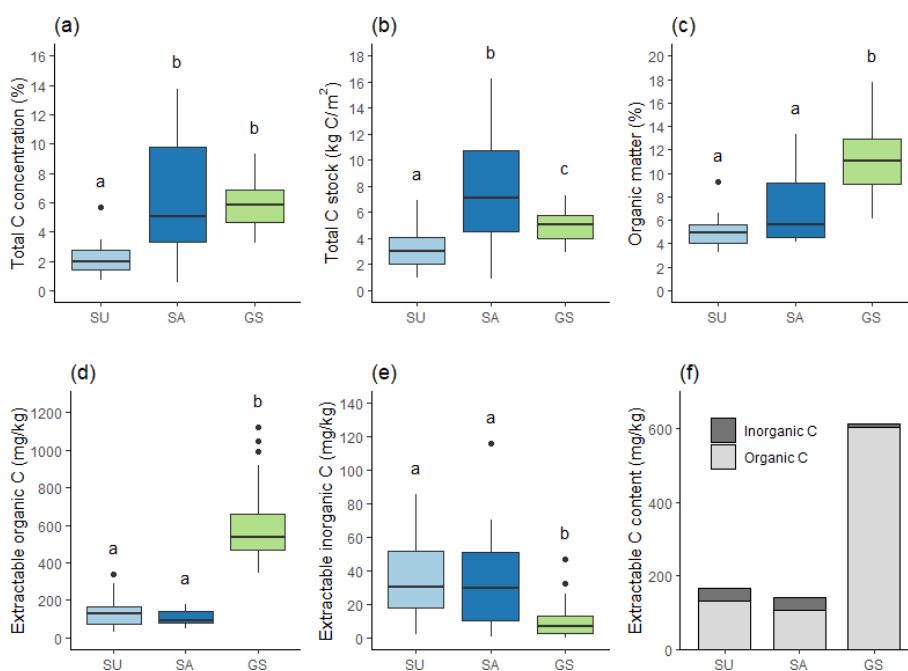 (a)
Total C concentration (%)
16
14
12
10
8
6
4
2
0
a
b
b
SU
SA
GS
(b)
Total C stock (kg C/m²)
16
14
12
10
8
6
4
2
0
a
b
c
SU
SA
GS
(c)
Organic matter (%)
20
18
16
14
12
10
8
6
4
2
0
a
a
b
SU
SA
GS
(d)
Extractable organic C (mg/kg)
1200
1000
800
600
400
200
0
a
a
b
SU
SA
GS
(e)
Extractable inorganic C (mg/kg)
140
120
100
80
60
40
20
0
a
a
b
SU
SA
GS
(f)
Extractable C content (mg/kg)
600
400
200
0
Inorganic C
Organic C
SU
SA
GS